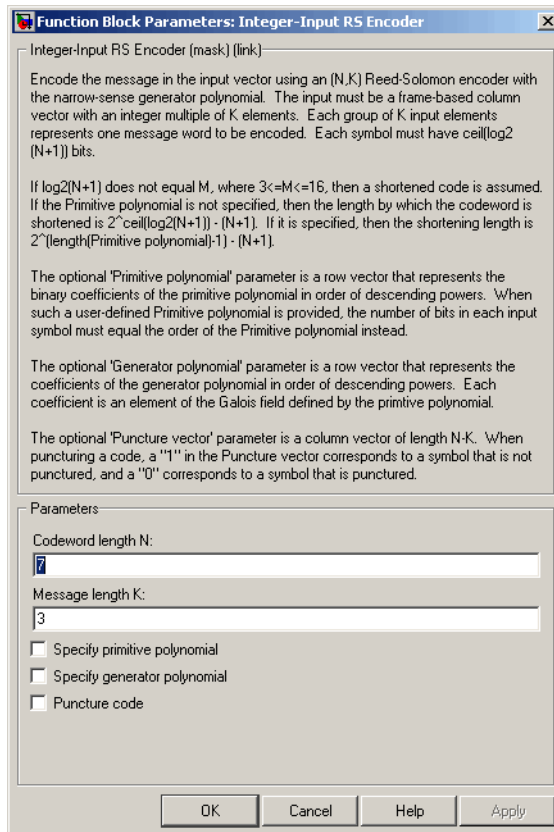 Function Block Parameters: Integer-Input RS Encoder
Integer-Input RS Encoder (mask) (link)
Encode the message in the input vector using an (N,K) Reed-Solomon encoder with
the narrow-sense generator polynomial.  The input must be a frame-based column
vector with an integer multiple of K elements.  Each group of K input elements
represents one message word to be encoded.  Each symbol must have ceil(log2
(N+1)) bits.
If log2(N+1) does not equal M, where 3<=M<=16, then a shortened code is assumed.
If the Primitive polynomial is not specified, then the length by which the codeword is
shortened is 2^ceil(log2(N+1)) - (N+1).  If it is specified, then the shortening length is
2^(length(Primitive polynomial)-1) - (N+1).
The optional 'Primitive polynomial' parameter is a row vector that represents the
binary coefficients of the primitive polynomial in order of descending powers.  When
such a user-defined Primitive polynomial is provided, the number of bits in each input
symbol must equal the order of the Primitive polynomial instead.
The optional 'Generator polynomial' parameter is a row vector that represents the
coefficients of the generator polynomial in order of descending powers.  Each
coefficient is an element of the Galois field defined by the primtive polynomial.
The optional 'Puncture vector' parameter is a column vector of length N-K.  When
puncturing a code, a "1" in the Puncture vector corresponds to a symbol that is not
punctured, and a "0" corresponds to a symbol that is punctured.
Parameters
Codeword length N:
7
Message length K:
3
Specify primitive polynomial
Specify generator polynomial
Puncture code
OK Cancel Help Apply